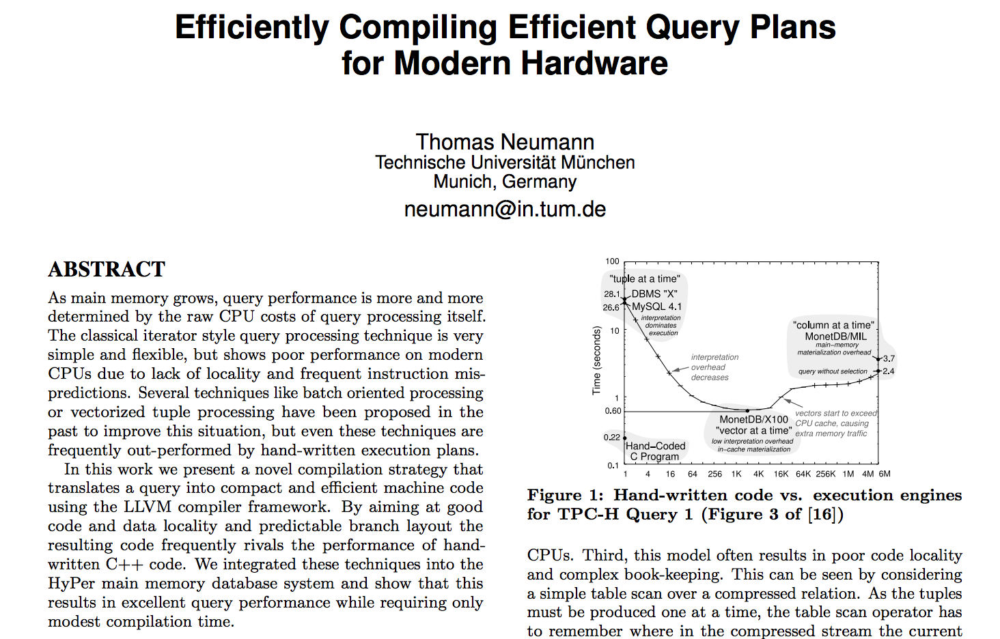 Efficiently Compiling Efficient Query Plans
for Modern Hardware
Thomas Neumann
Technische Universität München
Munich, Germany
neumann@in.tum.de
ABSTRACT
As main memory grows, query performance is more and more
determined by the raw CPU costs of query processing itself.
The classical iterator style query processing technique is very
simple and flexible, but shows poor performance on modern
CPUs due to lack of locality and frequent instruction mis-
predictions. Several techniques like batch oriented processing
or vectorized tuple processing have been proposed in the
past to improve this situation, but even these techniques are
frequently out-performed by hand-written execution plans.
In this work we present a novel compilation strategy that
translates a query into compact and efficient machine code
using the LLVM compiler framework. By aiming at good
code and data locality and predictable branch layout the
resulting code frequently rivals the performance of hand-
written C++ code. We integrated these techniques into the
HyPer main memory database system and show that this
results in excellent query performance while requiring only
modest compilation time.
100
"tuple at a time"
28.1
DBMS "X"
26.6
MySQL 4.1
interpretation
dominates
execution
10
Time (seconds)
interpretation
overhead
decreases
"column at a time"
MonetDB/MIL
main−memory
materialization overhead
3.7
query without selection
2.4
1
0.60
MonetDB/X100
"vector at a time"
low interpretation overhead
in−cache materialization
vectors start to exceed
CPU cache, causing
extra memory traffic
0.22
Hand−Coded
C Program
0.1
1 4 16 64 256 1K 4K 16K 64K 256K 1M 4M 6M
Figure 1: Hand-written code vs. execution engines
for TPC-H Query 1 (Figure 3 of [16])
CPUs. Third, this model often results in poor code locality
and complex book-keeping. This can be seen by considering
a simple table scan over a compressed relation. As the tuples
must be produced one at a time, the table scan operator has
to remember where in the compressed stream the current